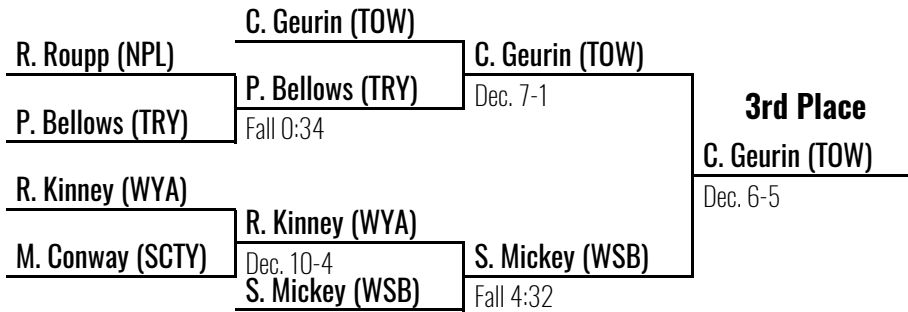 C. Geurin (TOW)
R. Roupp (NPL)
C. Geurin (TOW)
P. Bellows (TRY)
Dec. 7-1
3rd Place
P. Bellows (TRY)
Fall 0:34
C. Geurin (TOW)
R. Kinney (WYA)
Dec. 6-5
R. Kinney (WYA)
M. Conway (SCTY)
Dec. 10-4
S. Mickey (WSB)
S. Mickey (WSB)
Fall 4:32